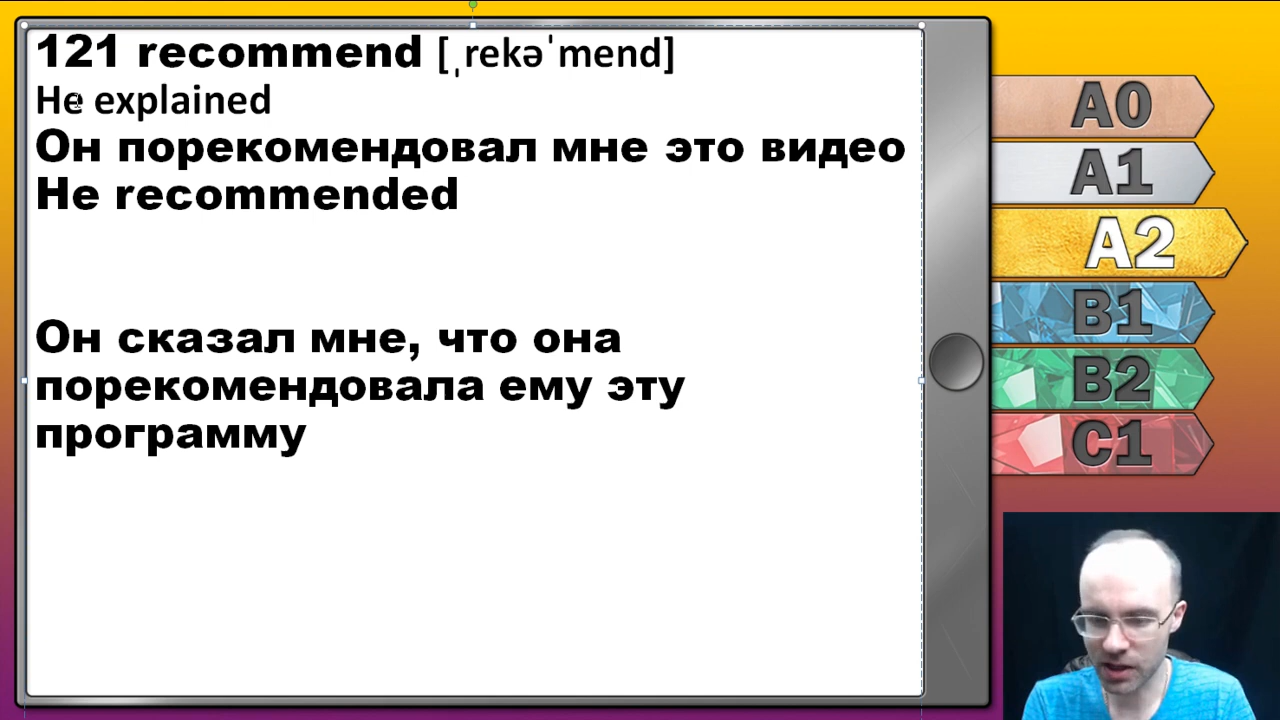 121 recommend [ˌrekəˈmend]
He explained
Он порекомендовал мне это видео
He recommended
Он сказал мне, что она
порекомендовала ему эту
программу
A0
A1
A2
B1
B2
C1